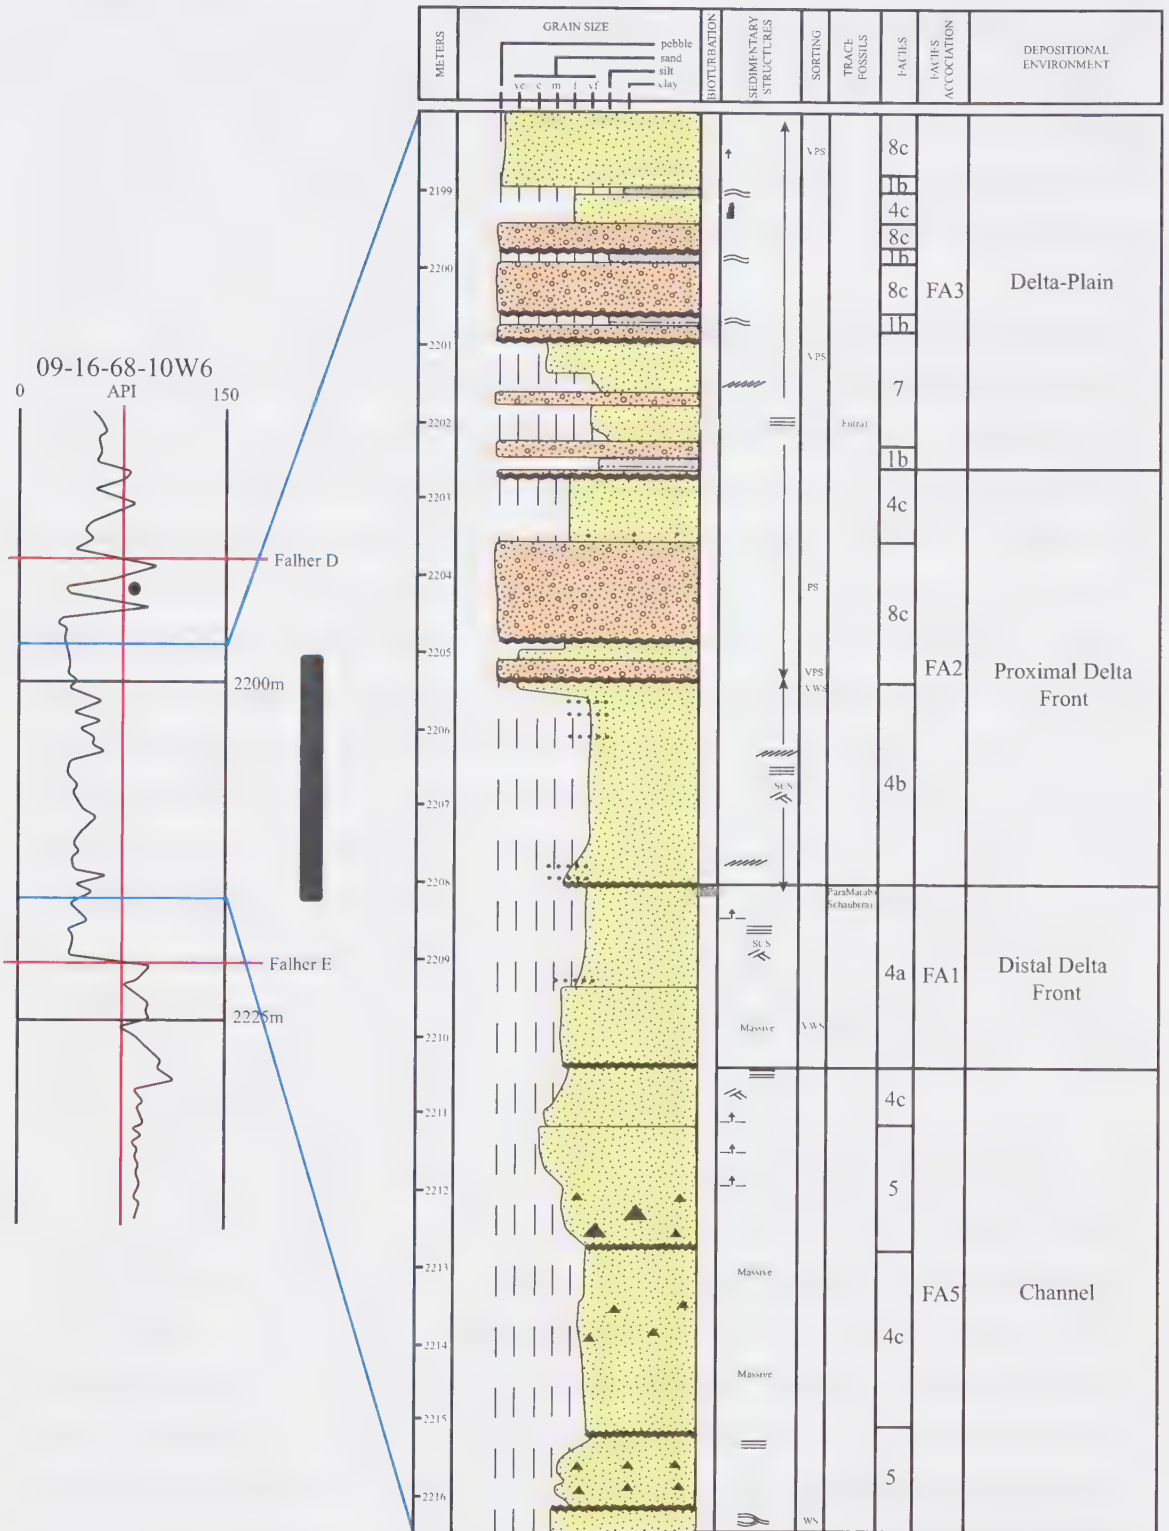 METERS
GRAIN SIZE
pebble
sand
silt
clay
vc c m f vf
BIOTURBATION
SEDIMENTARY
STRUCTURES
SORTING
TRACE
FOSSILS
FACIES
FACIES
ACCOCIATION
DEPOSITIONAL
ENVIRONMENT
09-16-68-10W6
0 API 150
Falher D
2200m
Falher E
2225m
2199
2200
2201
2202
2203
2204
2205
2206
2207
2208
2209
2210
2211
2212
2213
2214
2215
2216
SCS
SCS
Massive
Massive
Massive
VPS
VPS
PS
VPS
VWS
VWS
WS
8c
1b
4c
8c
1b
8c
1b
7
1b
4c
8c
4b
4a
4c
5
4c
5
FA3
FA2
FA1
FA5
Delta-Plain
Proximal Delta
Front
Distal Delta
Front
Channel